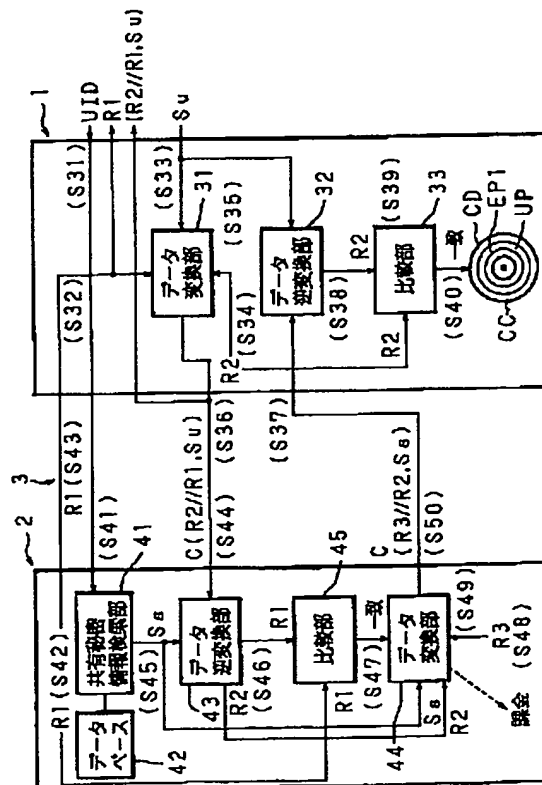 2
3
1
R1(S42)
R1(S43)
(S32)
UID
(S31)
R1
(R2//R1,Su)
Su
(S33)
(S41)
41
共有秘密
情報検索部
データ
ベース
42
(S45)
Ss
データ
逆変換部
43
R2
(S46)
C(R2//R1,Su)
(S44)
(S36)
R2
(S34)
データ
変換部
31
(S35)
データ
逆変換部
32
(S37)
R2
(S38)
R2
比較部
33
(S39)
(S40)
一致
CD
EP1
UP
CC
R1
45
比較部
R1
(S47)
一致
データ
変換部
44
Ss
R2
C
(R3//R2,Ss)
(S50)
(S49)
R3
(S48)
課金